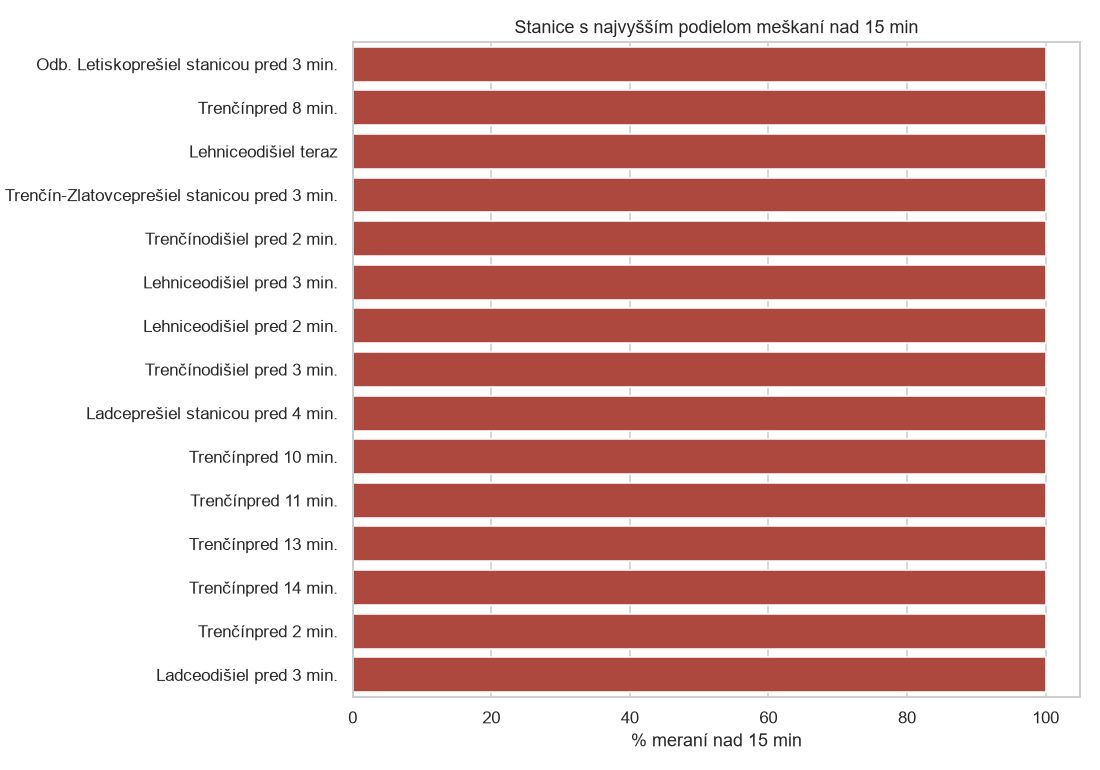 Stanice s najvyšším podielom meškaní nad 15 min
Odb. Letiskoprešiel stanicou pred 3 min.
Trenčínpred 8 min.
Lehniceodišiel teraz
Trenčín-Zlatovceprešiel stanicou pred 3 min.
Trenčínodišiel pred 2 min.
Lehniceodišiel pred 3 min.
Lehniceodišiel pred 2 min.
Trenčínodišiel pred 3 min.
Ladceprešiel stanicou pred 4 min.
Trenčínpred 10 min.
Trenčínpred 11 min.
Trenčínpred 13 min.
Trenčínpred 14 min.
Trenčínpred 2 min.
Ladceodišiel pred 3 min.
0 20 40 60 80 100
% meraní nad 15 min